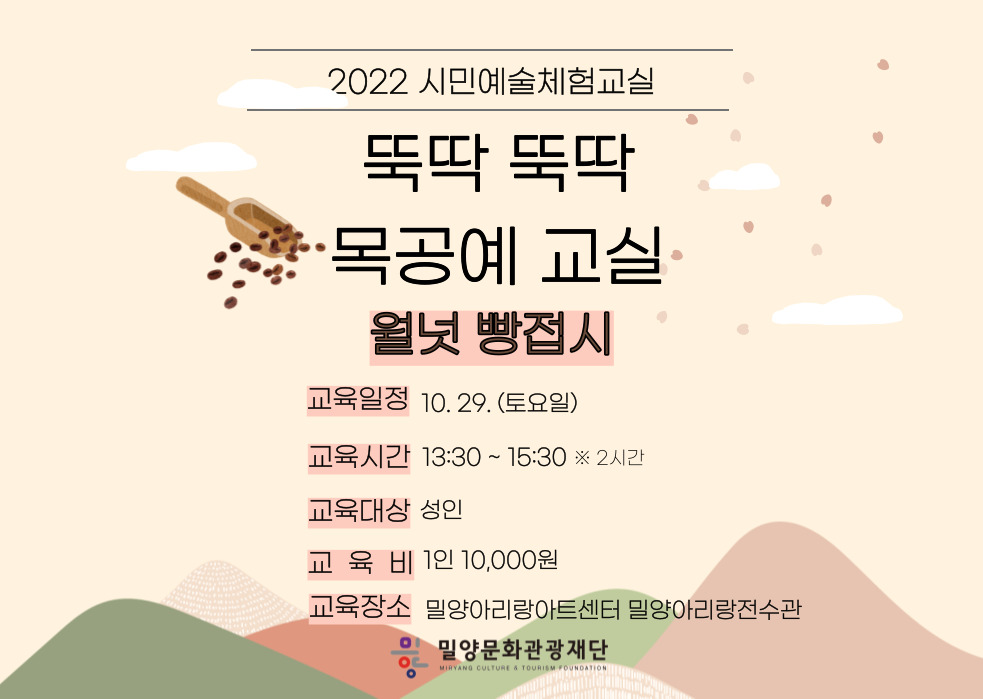 2022 시민예술체험교실
뚝딱 뚝딱
목공예 교실
월넛 빵접시
교육일정 10. 29. (토요일)
교육시간 13:30 ~ 15:30 ※ 2시간
교육대상 성인
교 육 비 1인 10,000원
교육장소 밀양아리랑아트센터 밀양아리랑전수관
밀양문화관광재단
MIRYANG CULTURE & TOURISM FOUNDATION